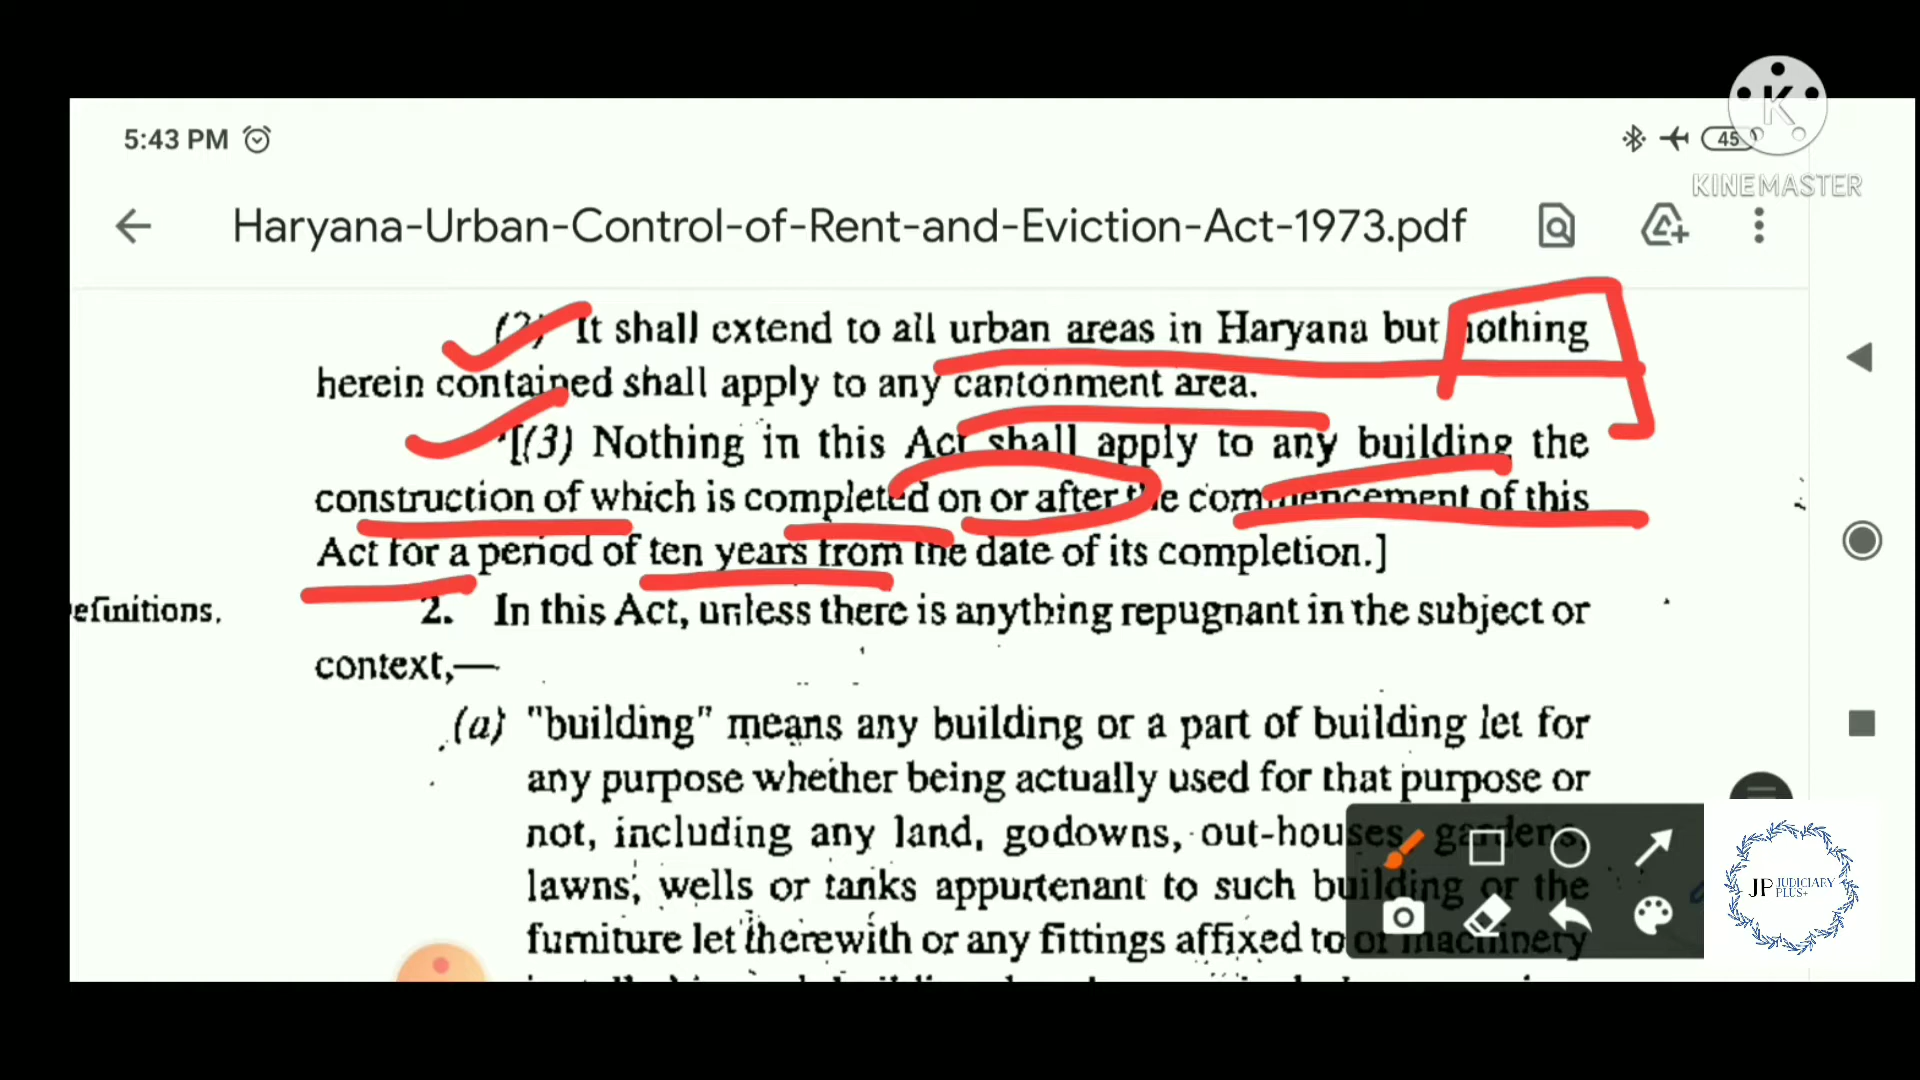 5:43 PM
45
KINEMASTER
Haryana-Urban-Control-of-Rent-and-Eviction-Act-1973.pdf
(2) It shall extend to all urban areas in Haryana but nothing
herein contained shall apply to any cantonment area.
[(3) Nothing in this Act shall apply to any building the
construction of which is completed on or after the commencement of this
Act for a period of ten years from the date of its completion.]
efinitions.
2. In this Act, unless there is anything repugnant in the subject or
context,—
(a) "building" means any building or a part of building let for
any purpose whether being actually used for that purpose or
not, including any land, godowns, out-houses, gardens,
lawns, wells or tanks appurtenant to such building or the
furniture let therewith or any fittings affixed to or machinery
JP JUDICIARY
PLUS+